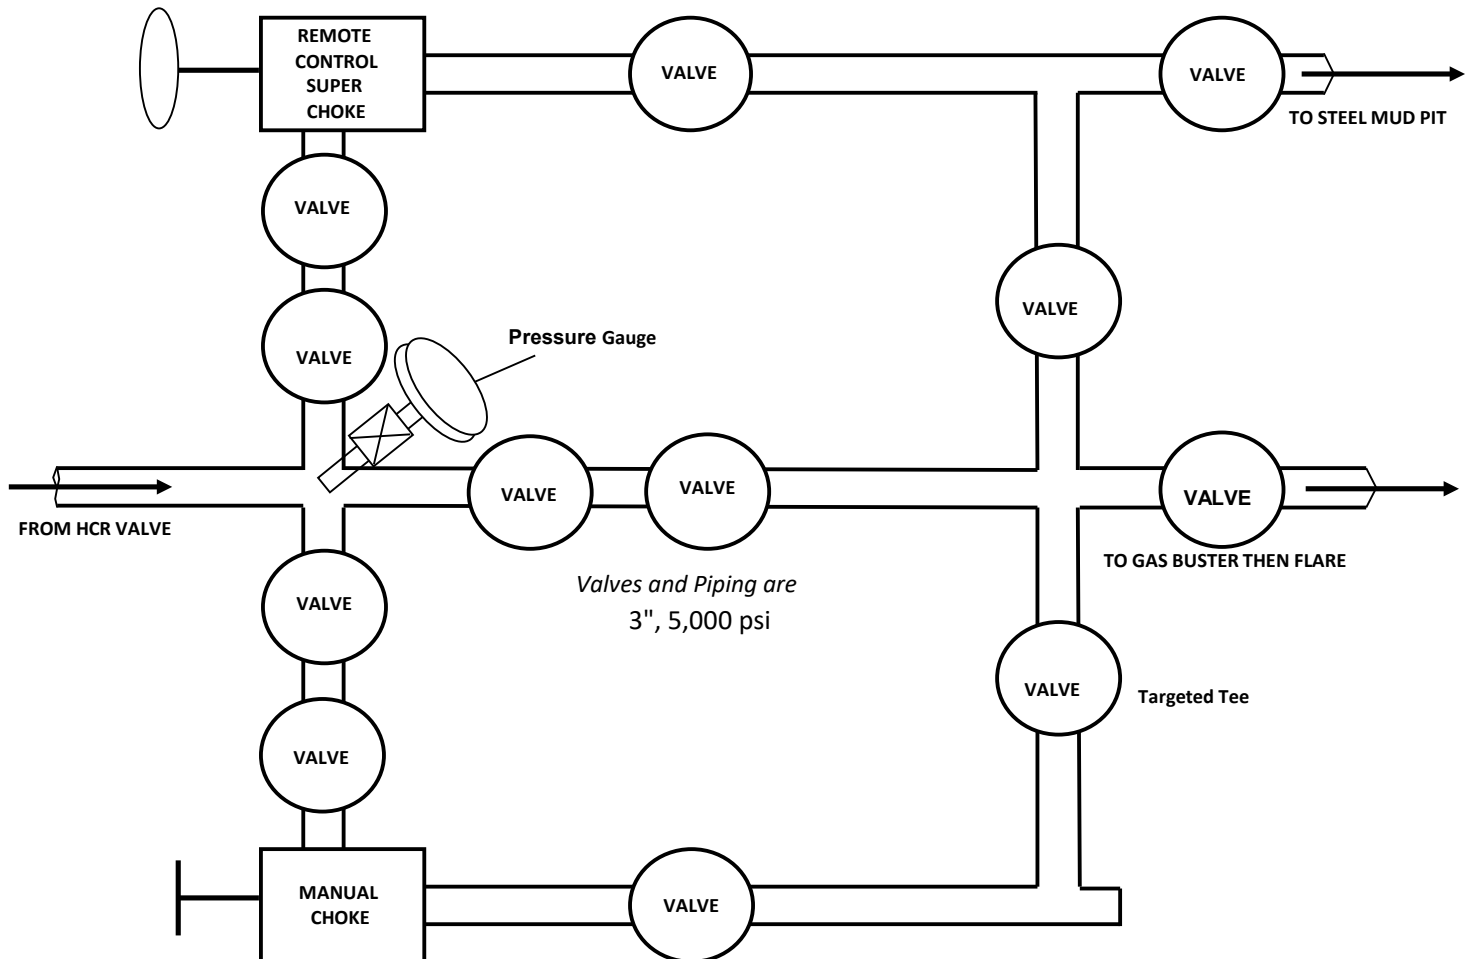 REMOTE
CONTROL
SUPER
CHOKE
VALVE
VALVE
TO STEEL MUD PIT
VALVE
VALVE
VALVE
Pressure Gauge
FROM HCR VALVE
VALVE
VALVE
VALVE
TO GAS BUSTER THEN FLARE
Valves and Piping are
3", 5,000 psi
VALVE
VALVE
Targeted Tee
VALVE
MANUAL
CHOKE
VALVE